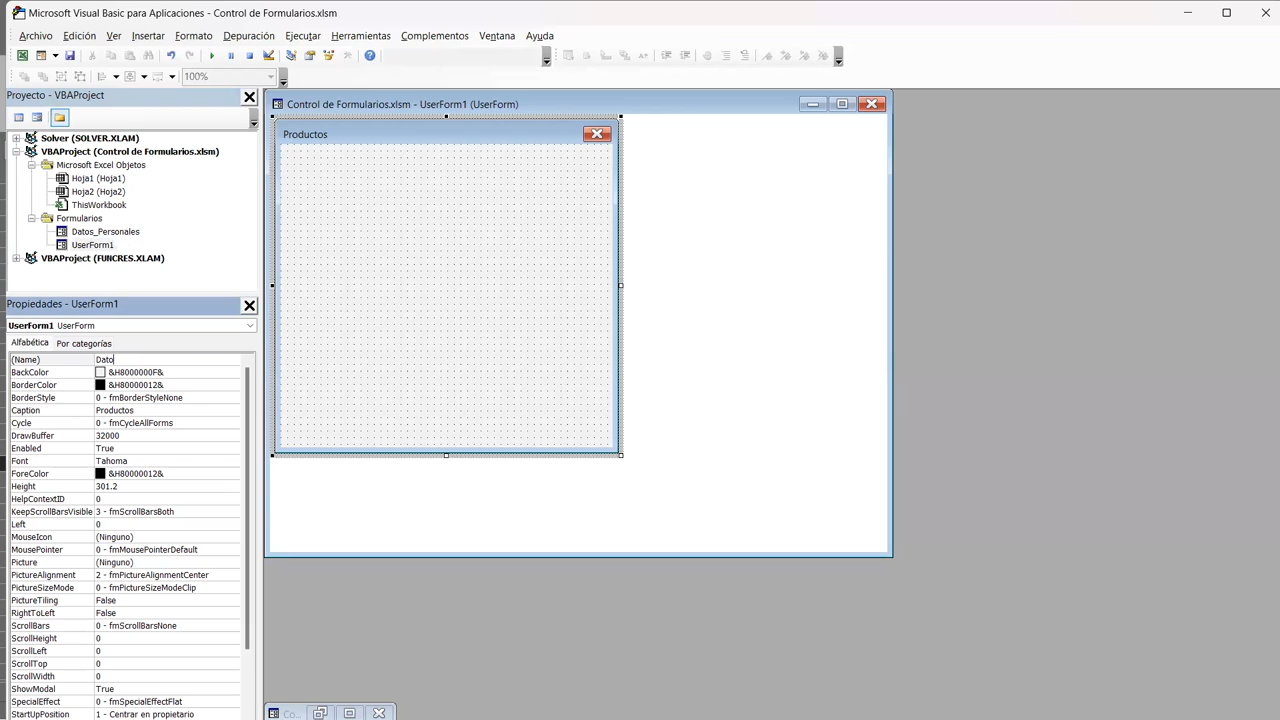 Microsoft Visual Basic para Aplicaciones - Control de Formularios.xlsm
Archivo Edición Ver Insertar Formato Depuración Ejecutar Herramientas Complementos Ventana Ayuda
100%
Proyecto - VBAProject
Solver (SOLVER.XLAM)
VBAProject (Control de Formularios.xlsm)
Microsoft Excel Objetos
Hoja1 (Hoja1)
Hoja2 (Hoja2)
ThisWorkbook
Formularios
Datos_Personales
UserForm1
VBAProject (FUNCRES.XLAM)
Propiedades - UserForm1
UserForm1 UserForm
Alfabética Por categorías
(Name) Dato
BackColor &H8000000F&
BorderColor &H80000012&
BorderStyle 0 - fmBorderStyleNone
Caption Productos
Cycle 0 - fmCycleAllForms
DrawBuffer 32000
Enabled True
Font Tahoma
ForeColor &H80000012&
Height 301.2
HelpContextID 0
KeepScrollBarsVisible 3 - fmScrollBarsBoth
Left 0
MouseIcon (Ninguno)
MousePointer 0 - fmMousePointerDefault
Picture (Ninguno)
PictureAlignment 2 - fmPictureAlignmentCenter
PictureSizeMode 0 - fmPictureSizeModeClip
PictureTiling False
RightToLeft False
ScrollBars 0 - fmScrollBarsNone
ScrollHeight 0
ScrollLeft 0
ScrollTop 0
ScrollWidth 0
ShowModal True
SpecialEffect 0 - fmSpecialEffectFlat
StartUpPosition 1 - Centrar en propietario
Control de Formularios.xlsm - UserForm1 (UserForm)
Productos
Co...